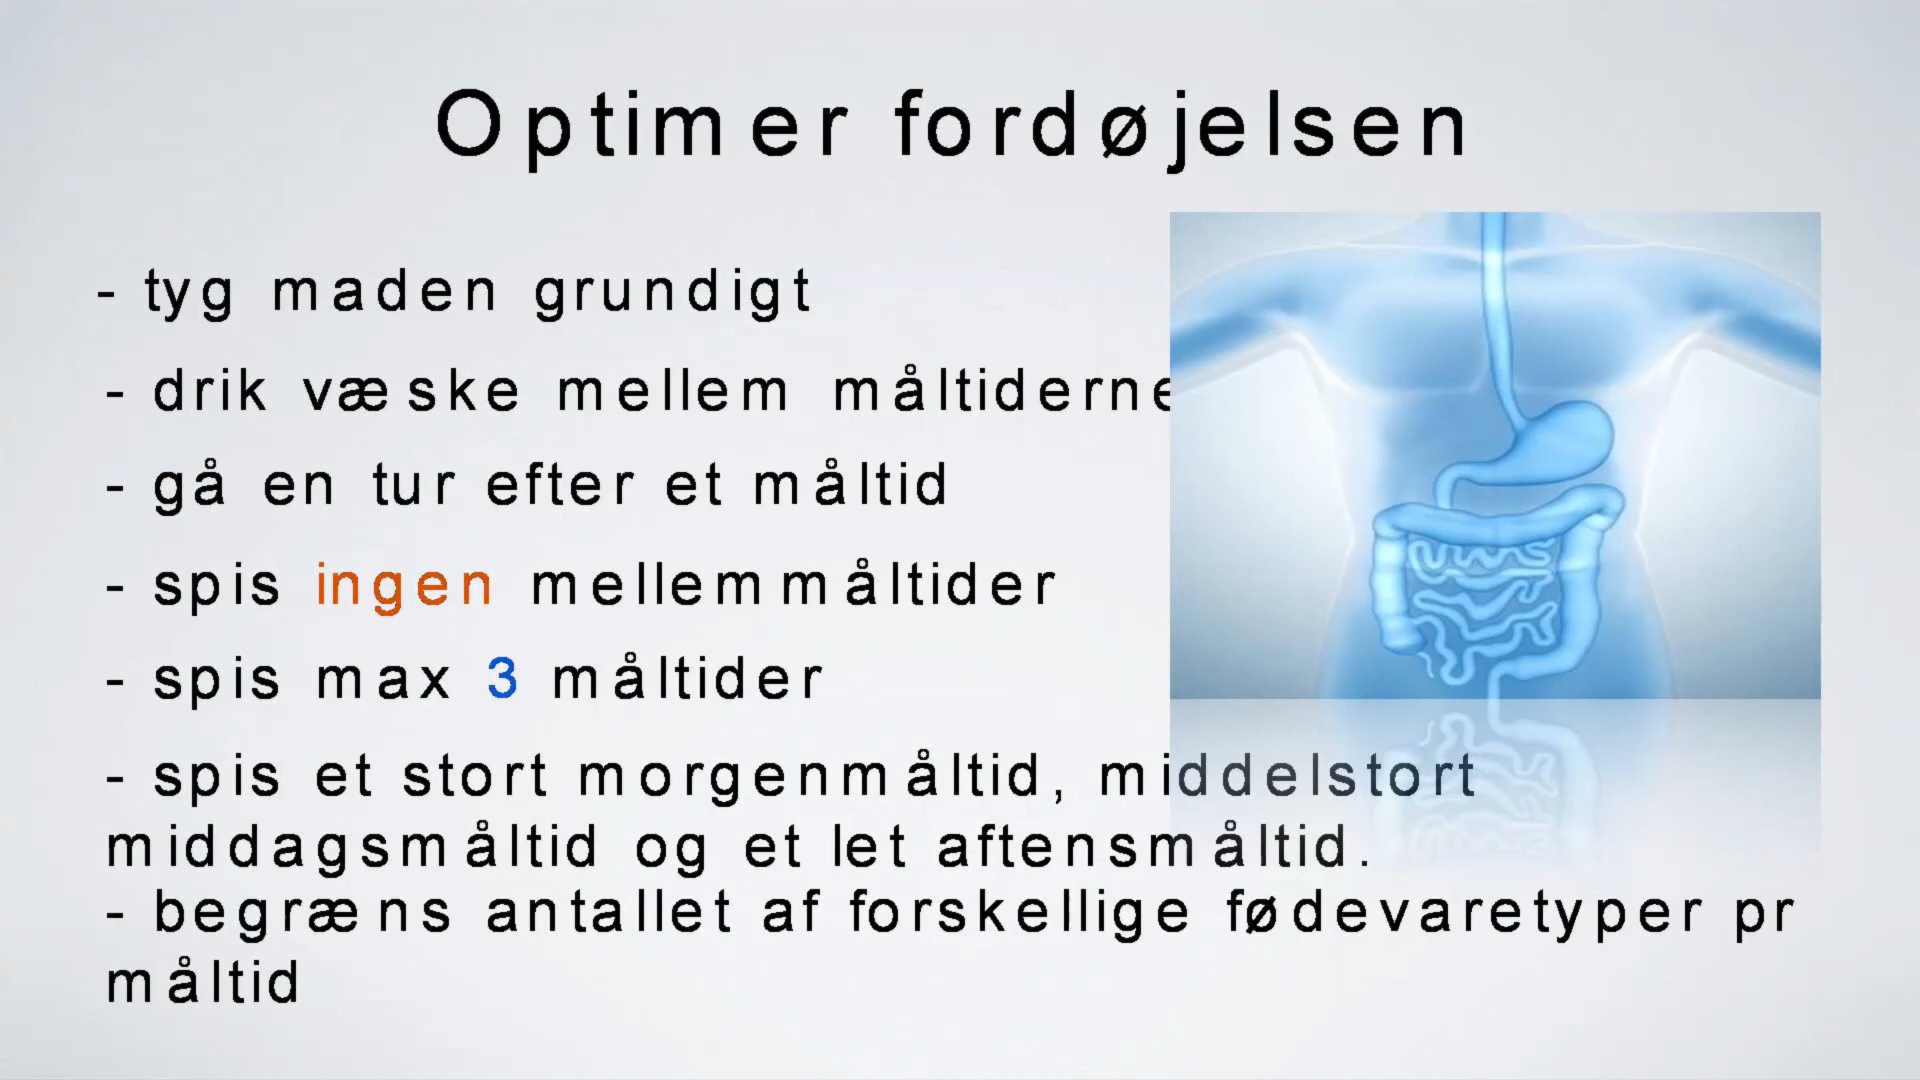 Optimer fordøjelsen
- tyg maden grundigt
- drik væske mellem måltiderne
- gå en tur efter et måltid
- spis ingen mellemmåltider
- spis max 3 måltider
- spis et stort morgenmåltid, middelstort
middagsmåltid og et let aftensmåltid.
- begræns antallet af forskellige fødevaretyper pr
måltid